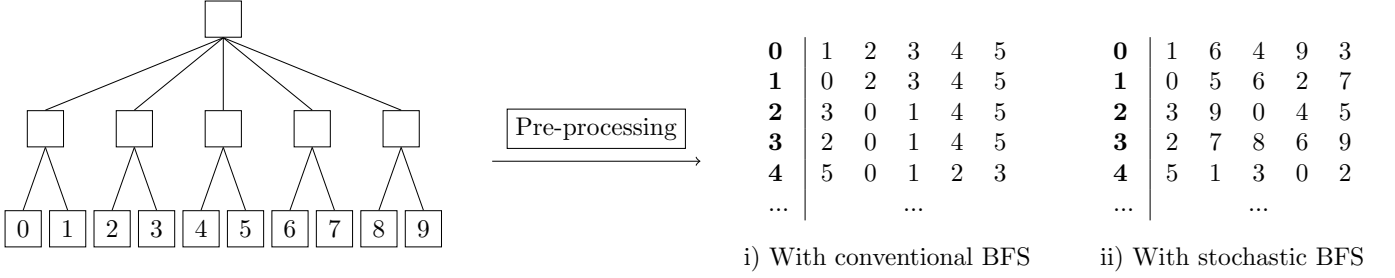 0 1 2 3 4 5 6 7 8 9
Pre-processing
0 1 2 3 4 5
1 0 2 3 4 5
2 3 0 1 4 5
3 2 0 1 4 5
4 5 0 1 2 3
... ...
i) With conventional BFS
0 1 6 4 9 3
1 0 5 6 2 7
2 3 9 0 4 5
3 2 7 8 6 9
4 5 1 3 0 2
... ...
ii) With stochastic BFS